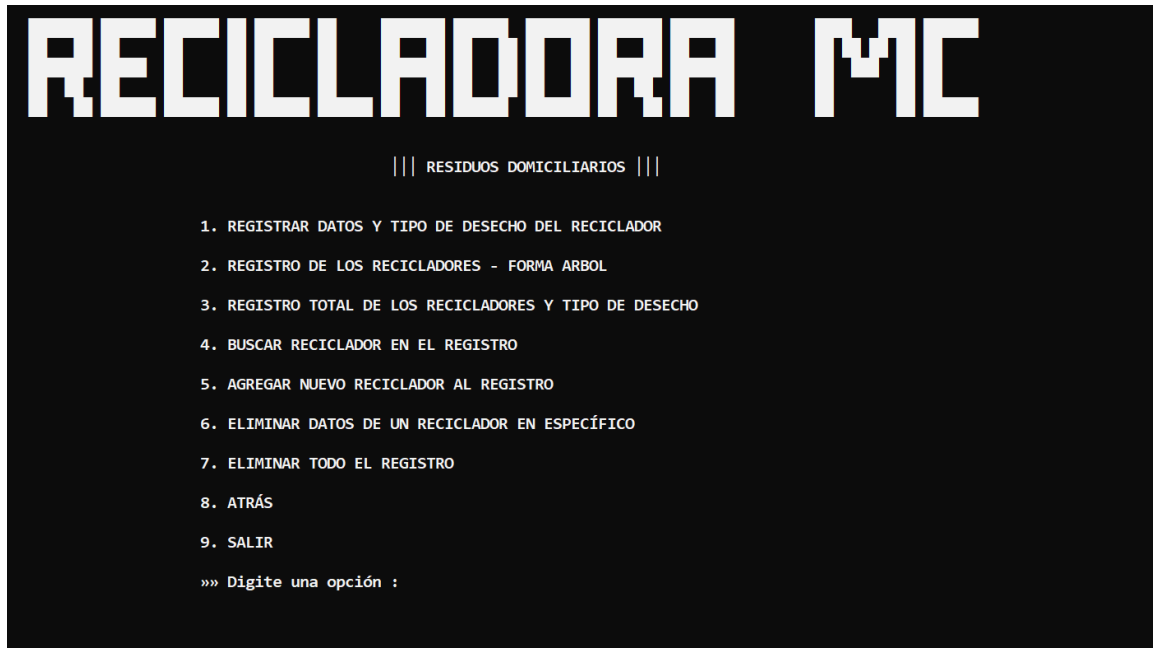 RECICLADORA MC
||| RESIDUOS DOMICILIARIOS |||
1. REGISTRAR DATOS Y TIPO DE DESECHO DEL RECICLADOR
2. REGISTRO DE LOS RECICLADORES - FORMA ARBOL
3. REGISTRO TOTAL DE LOS RECICLADORES Y TIPO DE DESECHO
4. BUSCAR RECICLADOR EN EL REGISTRO
5. AGREGAR NUEVO RECICLADOR AL REGISTRO
6. ELIMINAR DATOS DE UN RECICLADOR EN ESPECÍFICO
7. ELIMINAR TODO EL REGISTRO
8. ATRÁS
9. SALIR
»» Digite una opción :